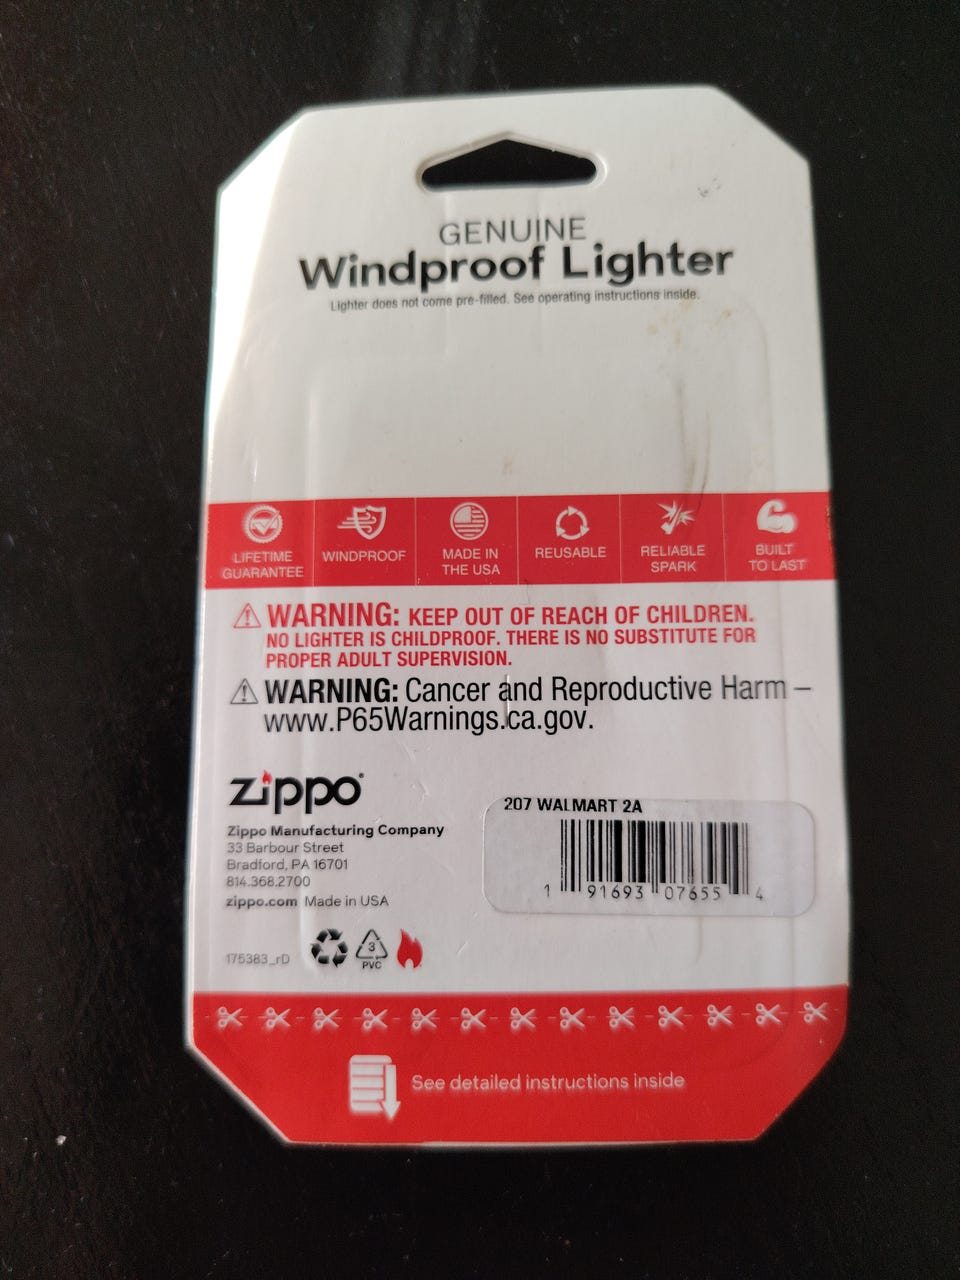 GENUINE
Windproof Lighter
Lighter does not come pre-filled. See operating instructions inside.
LIFETIME
GUARANTEE
WINDPROOF
MADE IN
THE USA
REUSABLE
RELIABLE
SPARK
BUILT
TO LAST
WARNING: KEEP OUT OF REACH OF CHILDREN.
NO LIGHTER IS CHILDPROOF. THERE IS NO SUBSTITUTE FOR
PROPER ADULT SUPERVISION.
WARNING: Cancer and Reproductive Harm –
www.P65Warnings.ca.gov.
zippo®
Zippo Manufacturing Company
33 Barbour Street
Bradford, PA 16701
814.368.2700
zippo.com Made in USA
207 WALMART 2A
1 91693 07655 4
175383_rD
3
PVC
See detailed instructions inside